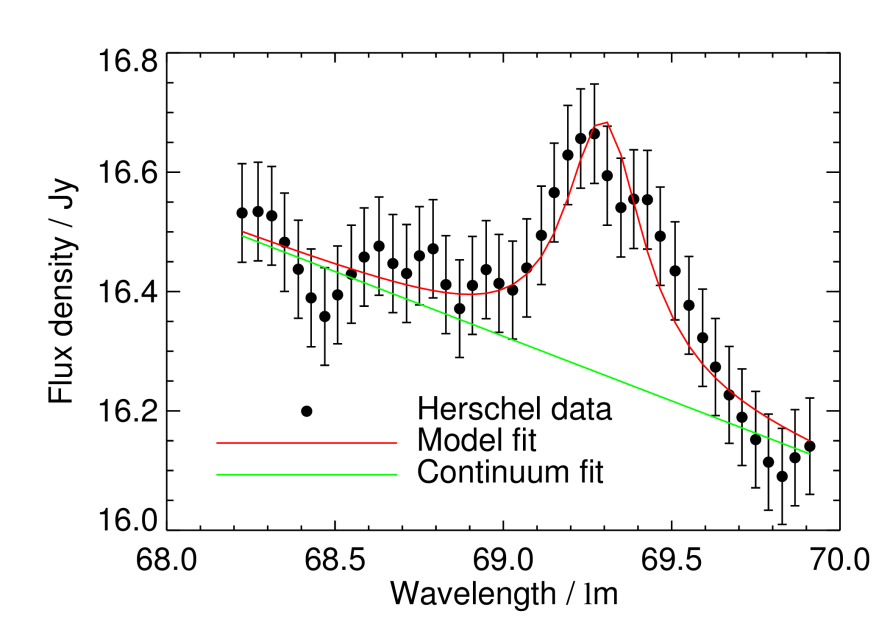 16.8
16.6
16.4
16.2
16.0
Flux density / Jy
Herschel data
Model fit
Continuum fit
68.0 68.5 69.0 69.5 70.0
Wavelength / lm